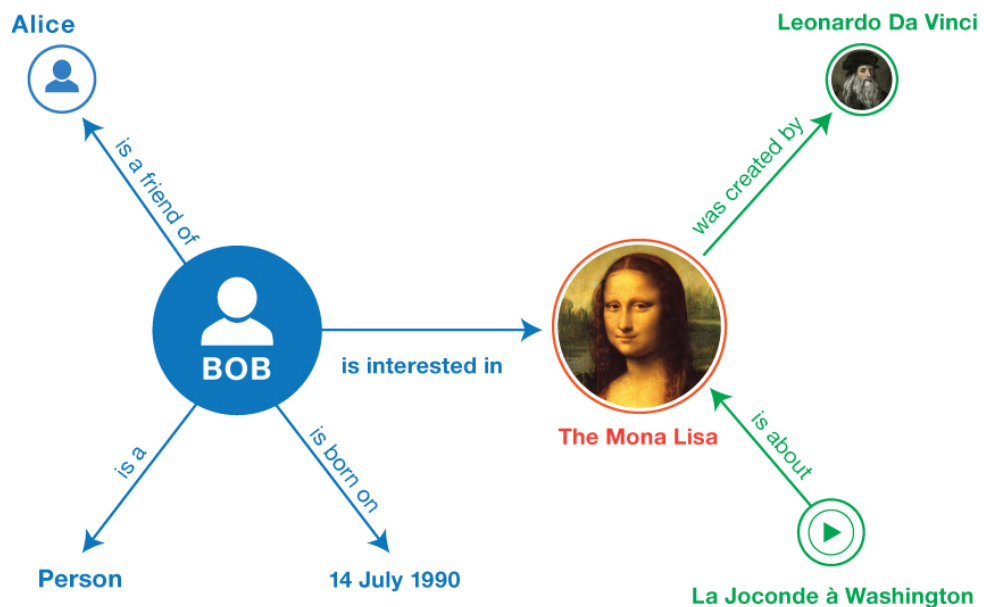 Alice
Leonardo Da Vinci
is a friend of
was created by
BOB
is interested in
The Mona Lisa
is a
is born on
is about
Person
14 July 1990
La Joconde à Washington